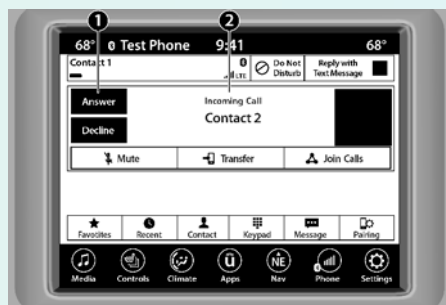 1 2
68° Test Phone 9:41 68°
Contact 1 LTE Do Not Disturb Reply with Text Message
Answer
Incoming Call
Contact 2
Decline
Mute Transfer Join Calls
Favotites Recent Contact Keypad Message Pairing
ü NE
Media Controls Climate Apps Nav Phone Settings